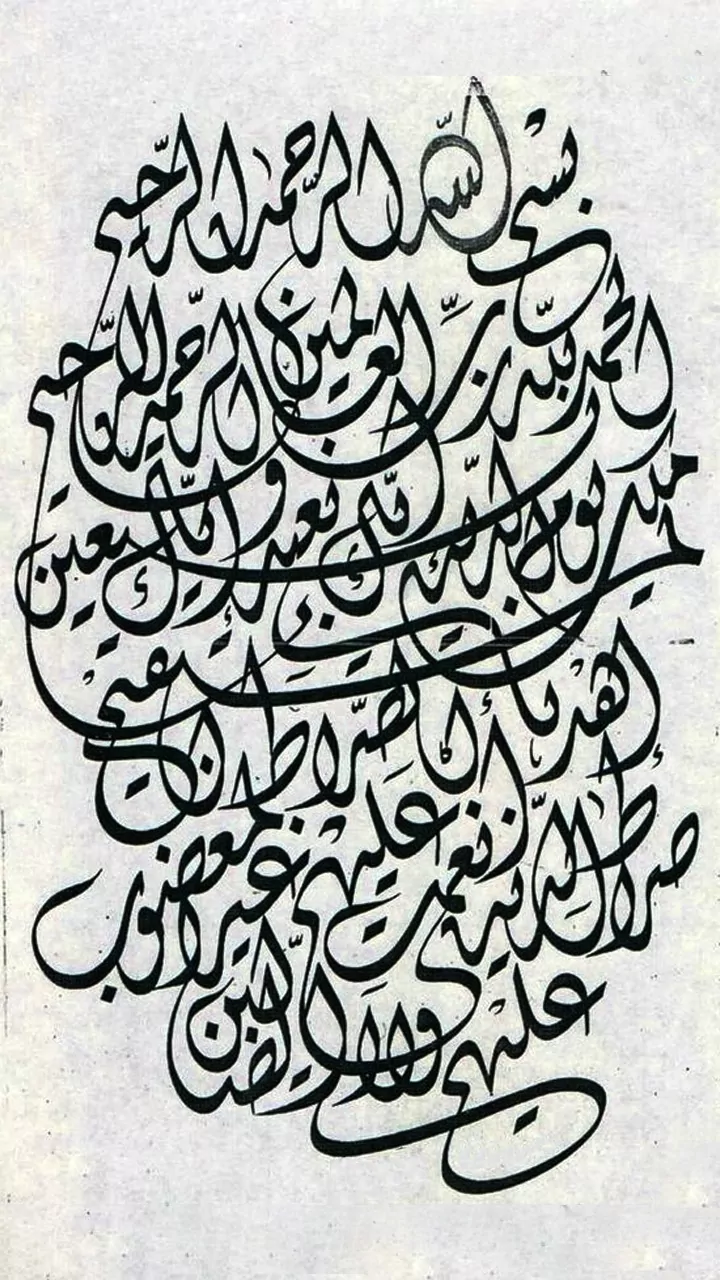 بسم الله الرحمن الرحيم
الحمد لله رب العالمين الرحمن الرحيم
ملك يوم الدين إياك نعبد وإياك نستعين
اهدنا الصراط المستقيم
صراط الذين أنعمت عليهم غير المغضوب
عليهم ولا الضالين